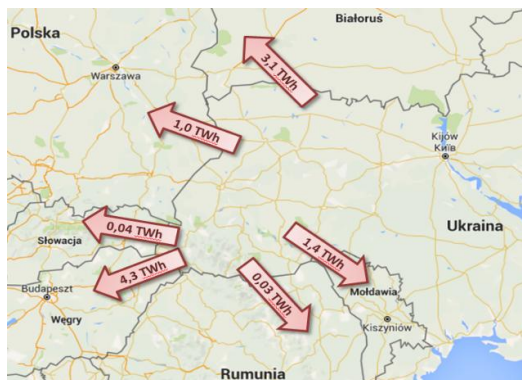 Białoruś
Polska
3,1 TWh
Warszawa
1,0 TWh
Kijów
Київ
0,04 TWh
Ukraina
Słowacja
1,4 TWh
4,3 TWh
0,03 TWh
Budapeszt
Mołdawia
Węgry
Kiszyniów
Rumunia